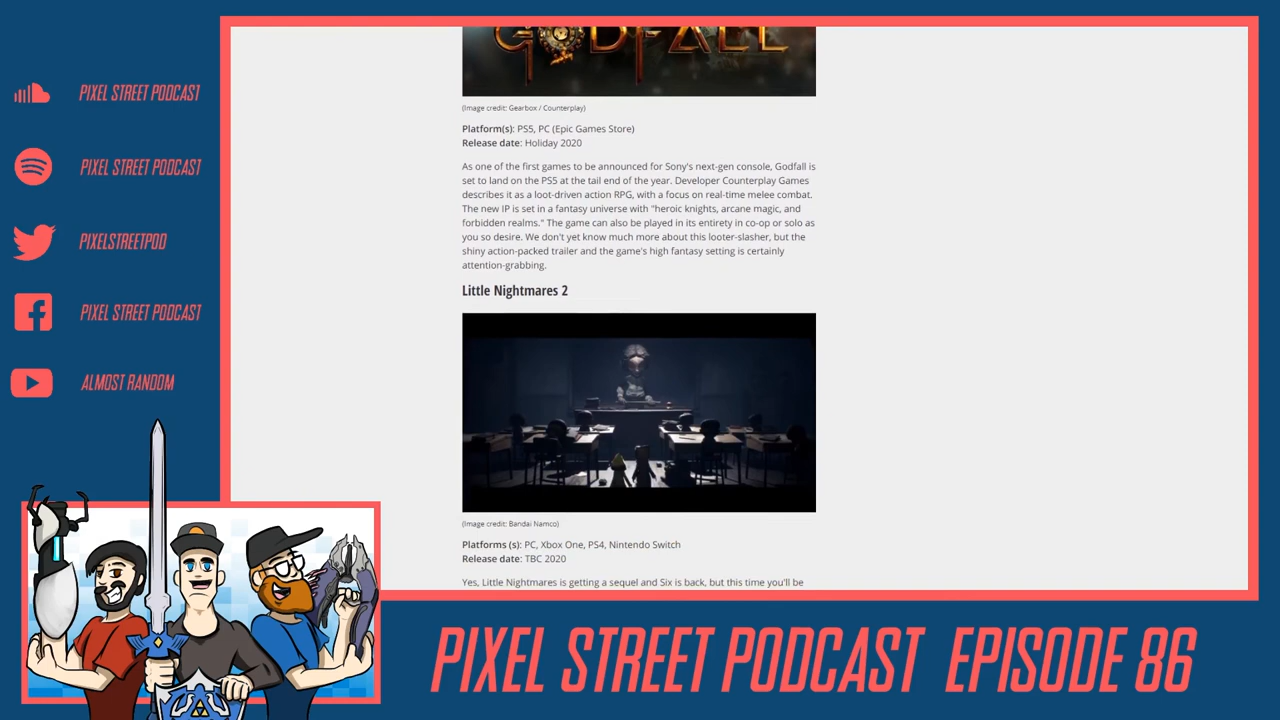 PIXEL STREET PODCAST
PIXEL STREET PODCAST
PIXELSTREETPOD
PIXEL STREET PODCAST
ALMOST RANDOM
GODFALL
(Image credit: Gearbox / Counterplay)
Platform(s): PS5, PC (Epic Games Store)
Release date: Holiday 2020
As one of the first games to be announced for Sony's next-gen console, Godfall is
set to land on the PS5 at the tail end of the year. Developer Counterplay Games
describes it as a loot-driven action RPG, with a focus on real-time melee combat.
The new IP is set in a fantasy universe with "heroic knights, arcane magic, and
forbidden realms." The game can also be played in its entirety in co-op or solo as
you so desire. We don't yet know much more about this looter-slasher, but the
shiny action-packed trailer and the game's high fantasy setting is certainly
attention-grabbing.
Little Nightmares 2
(Image credit: Bandai Namco)
Platforms (s): PC, Xbox One, PS4, Nintendo Switch
Release date: TBC 2020
Yes, Little Nightmares is getting a sequel and Six is back, but this time you'll be
PIXEL STREET PODCAST EPISODE 86